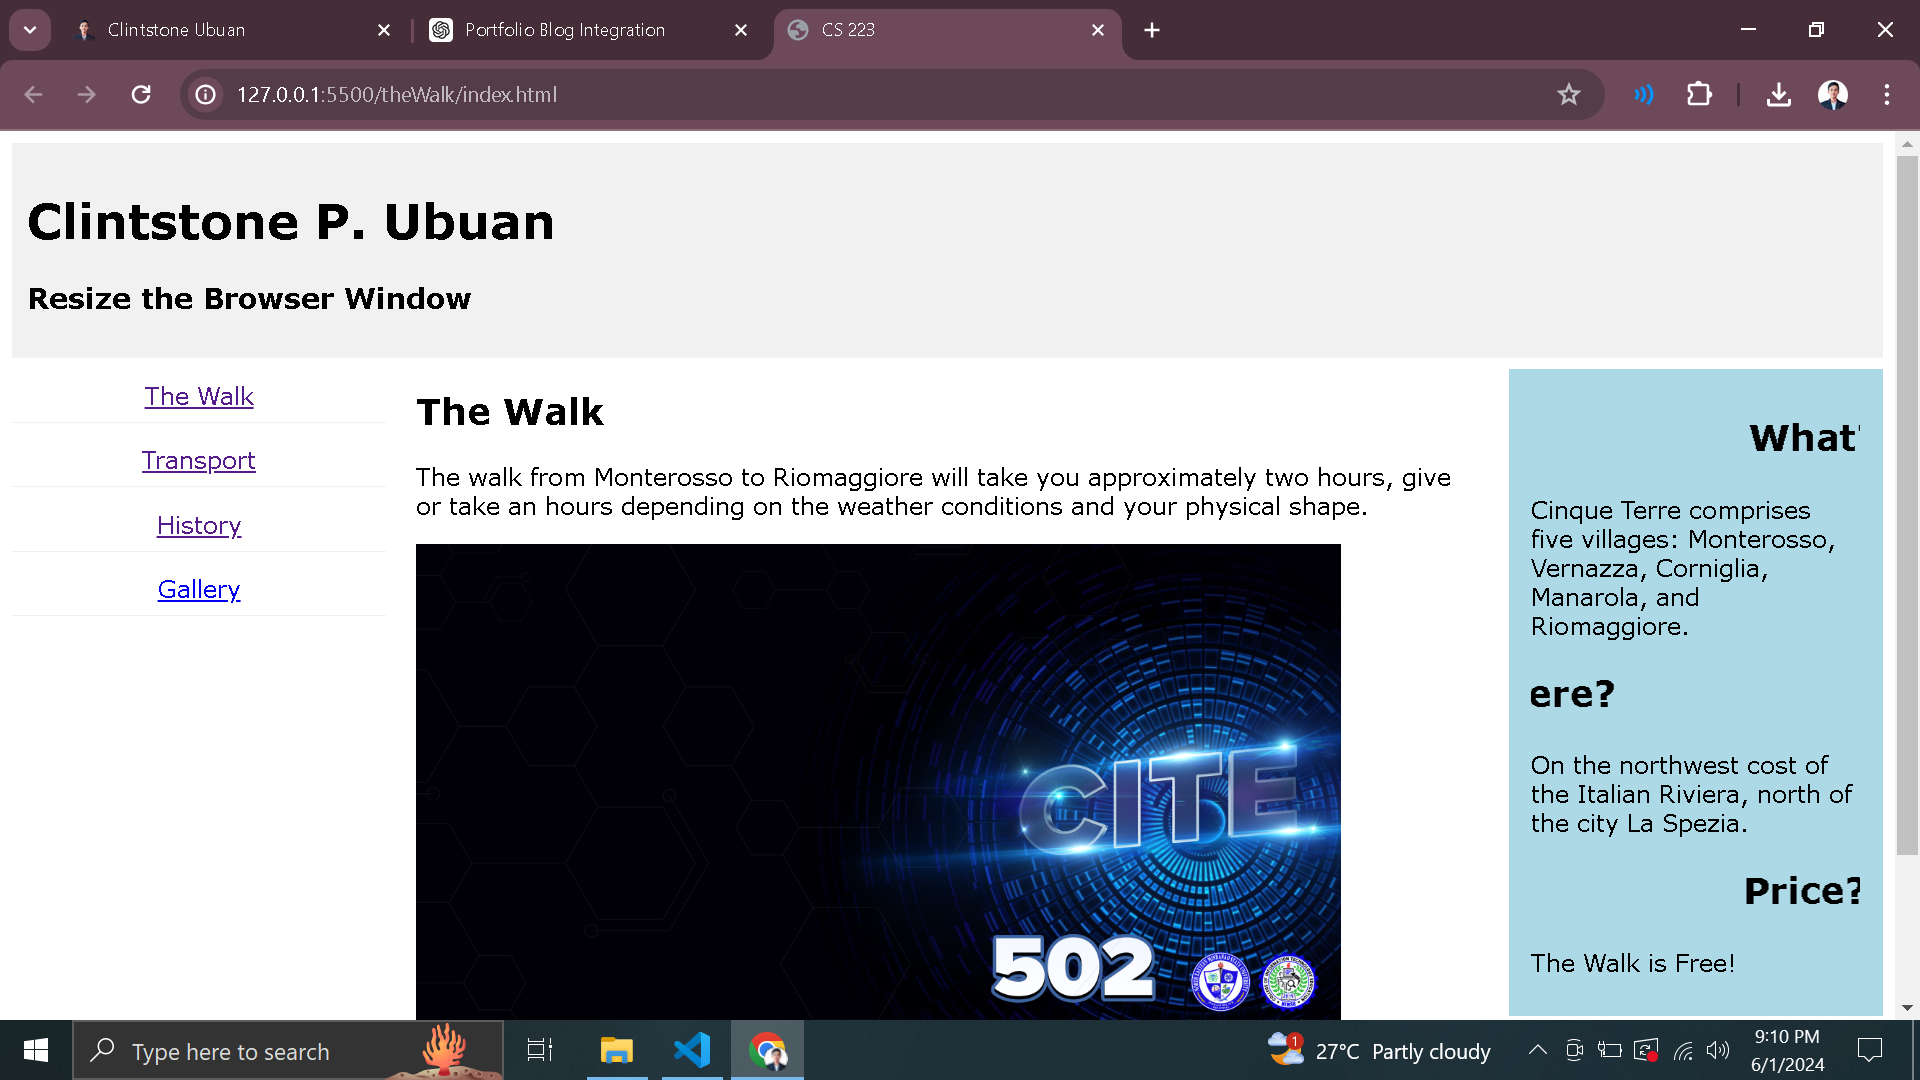 Clintstone Ubuan
Portfolio Blog Integration
CS 223
127.0.0.1:5500/theWalk/index.html
Clintstone P. Ubuan
Resize the Browser Window
The Walk
Transport
History
Gallery
The Walk
The walk from Monterosso to Riomaggiore will take you approximately two hours, give
or take an hours depending on the weather conditions and your physical shape.
CITE
502
What'
Cinque Terre comprises
five villages: Monterosso,
Vernazza, Corniglia,
Manarola, and
Riomaggiore.
ere?
On the northwest cost of
the Italian Riviera, north of
the city La Spezia.
Price?
The Walk is Free!
Type here to search
1
27°C Partly cloudy
9:10 PM
6/1/2024